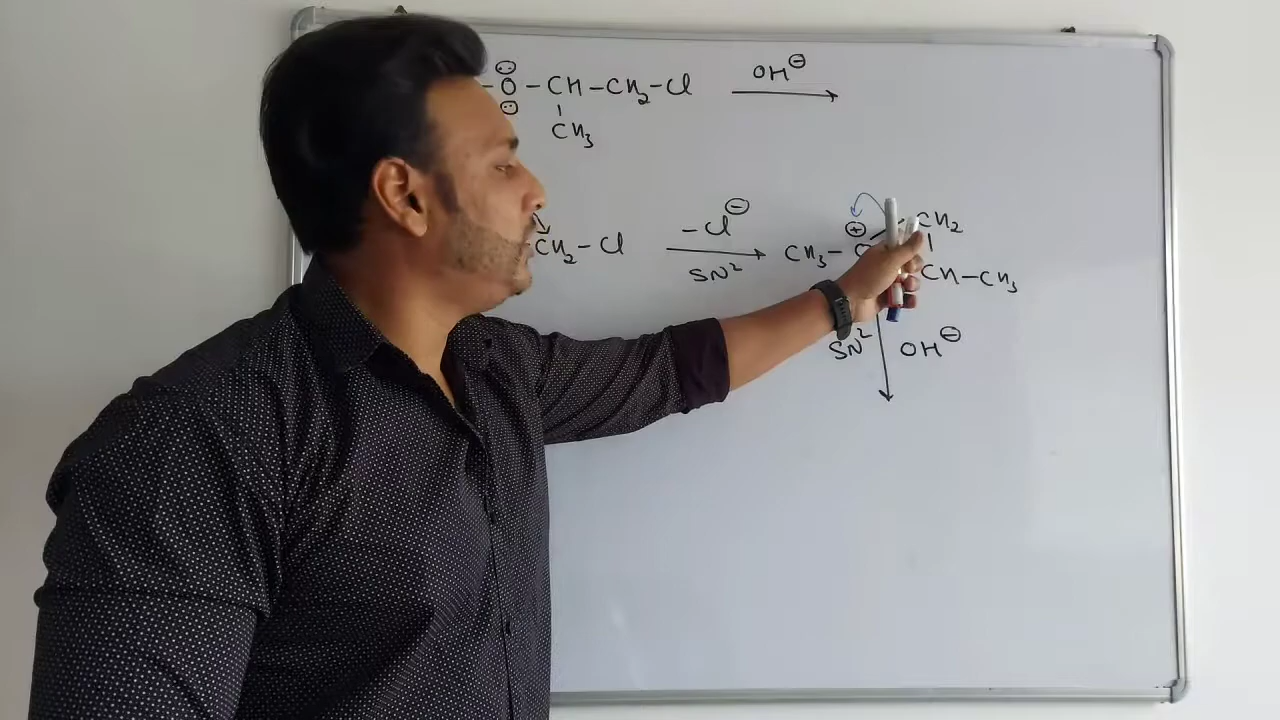 – O – CH – CH₂ – Cl OH⊖
CH₃
CH₂ – Cl – Cl⊖ SN² CH₃ – O ⊕ CH₂
CH – CH₃
SN² OH⊖